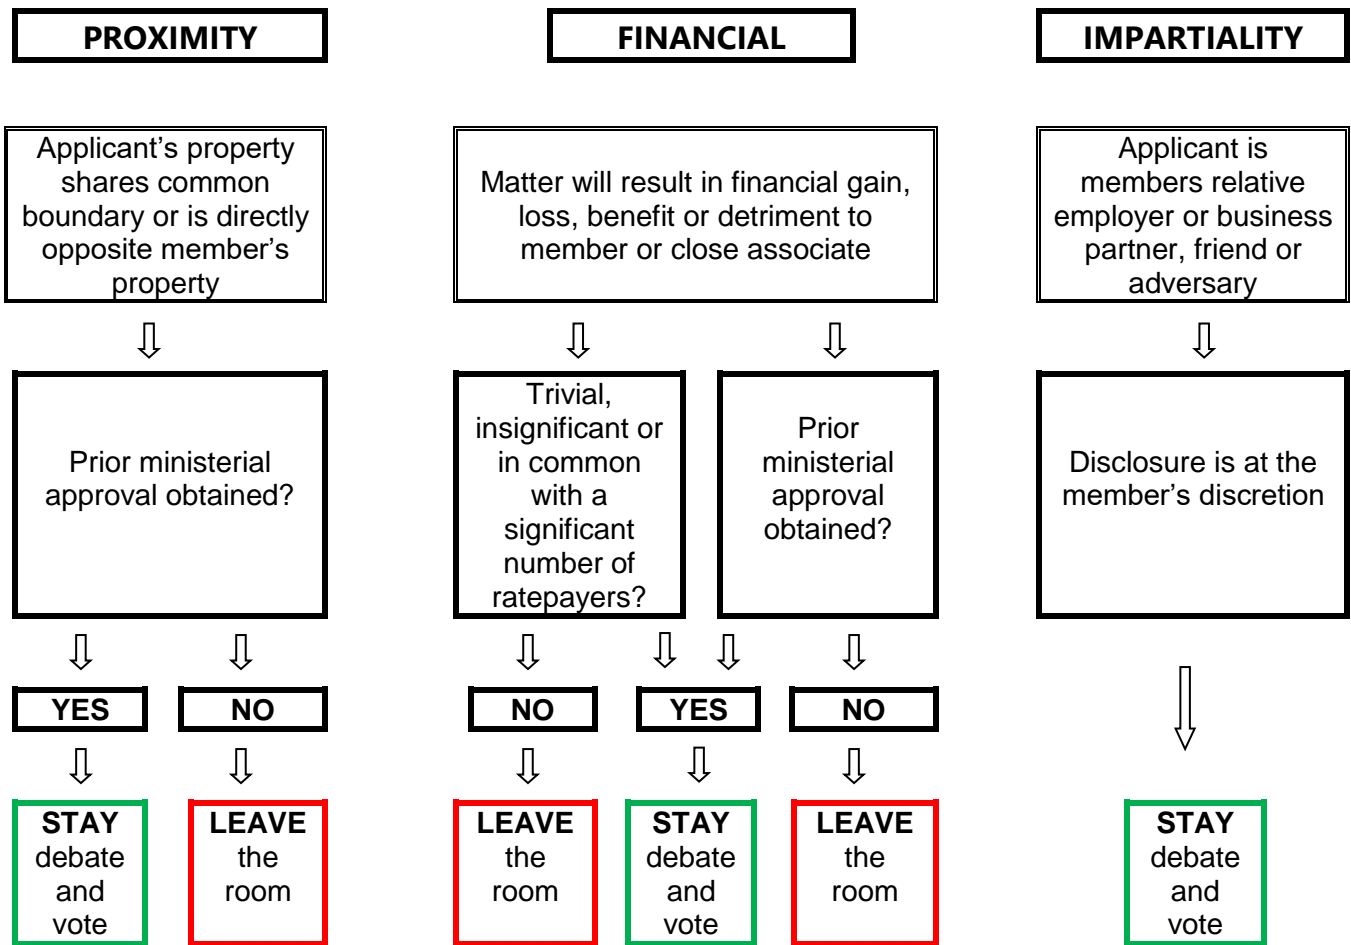 PROXIMITY
FINANCIAL
IMPARTIALITY
Applicant’s property
shares common
boundary or is directly
opposite member’s
property
Matter will result in financial gain,
loss, benefit or detriment to
member or close associate
Applicant is
members relative
employer or business
partner, friend or
adversary
Prior ministerial
approval obtained?
Trivial,
insignificant or
in common
with a
significant
number of
ratepayers?
Prior
ministerial
approval
obtained?
Disclosure is at the
member’s discretion
YES
NO
NO
YES
NO
STAY
debate
and
vote
LEAVE
the
room
LEAVE
the
room
STAY
debate
and
vote
LEAVE
the
room
STAY
debate
and
vote